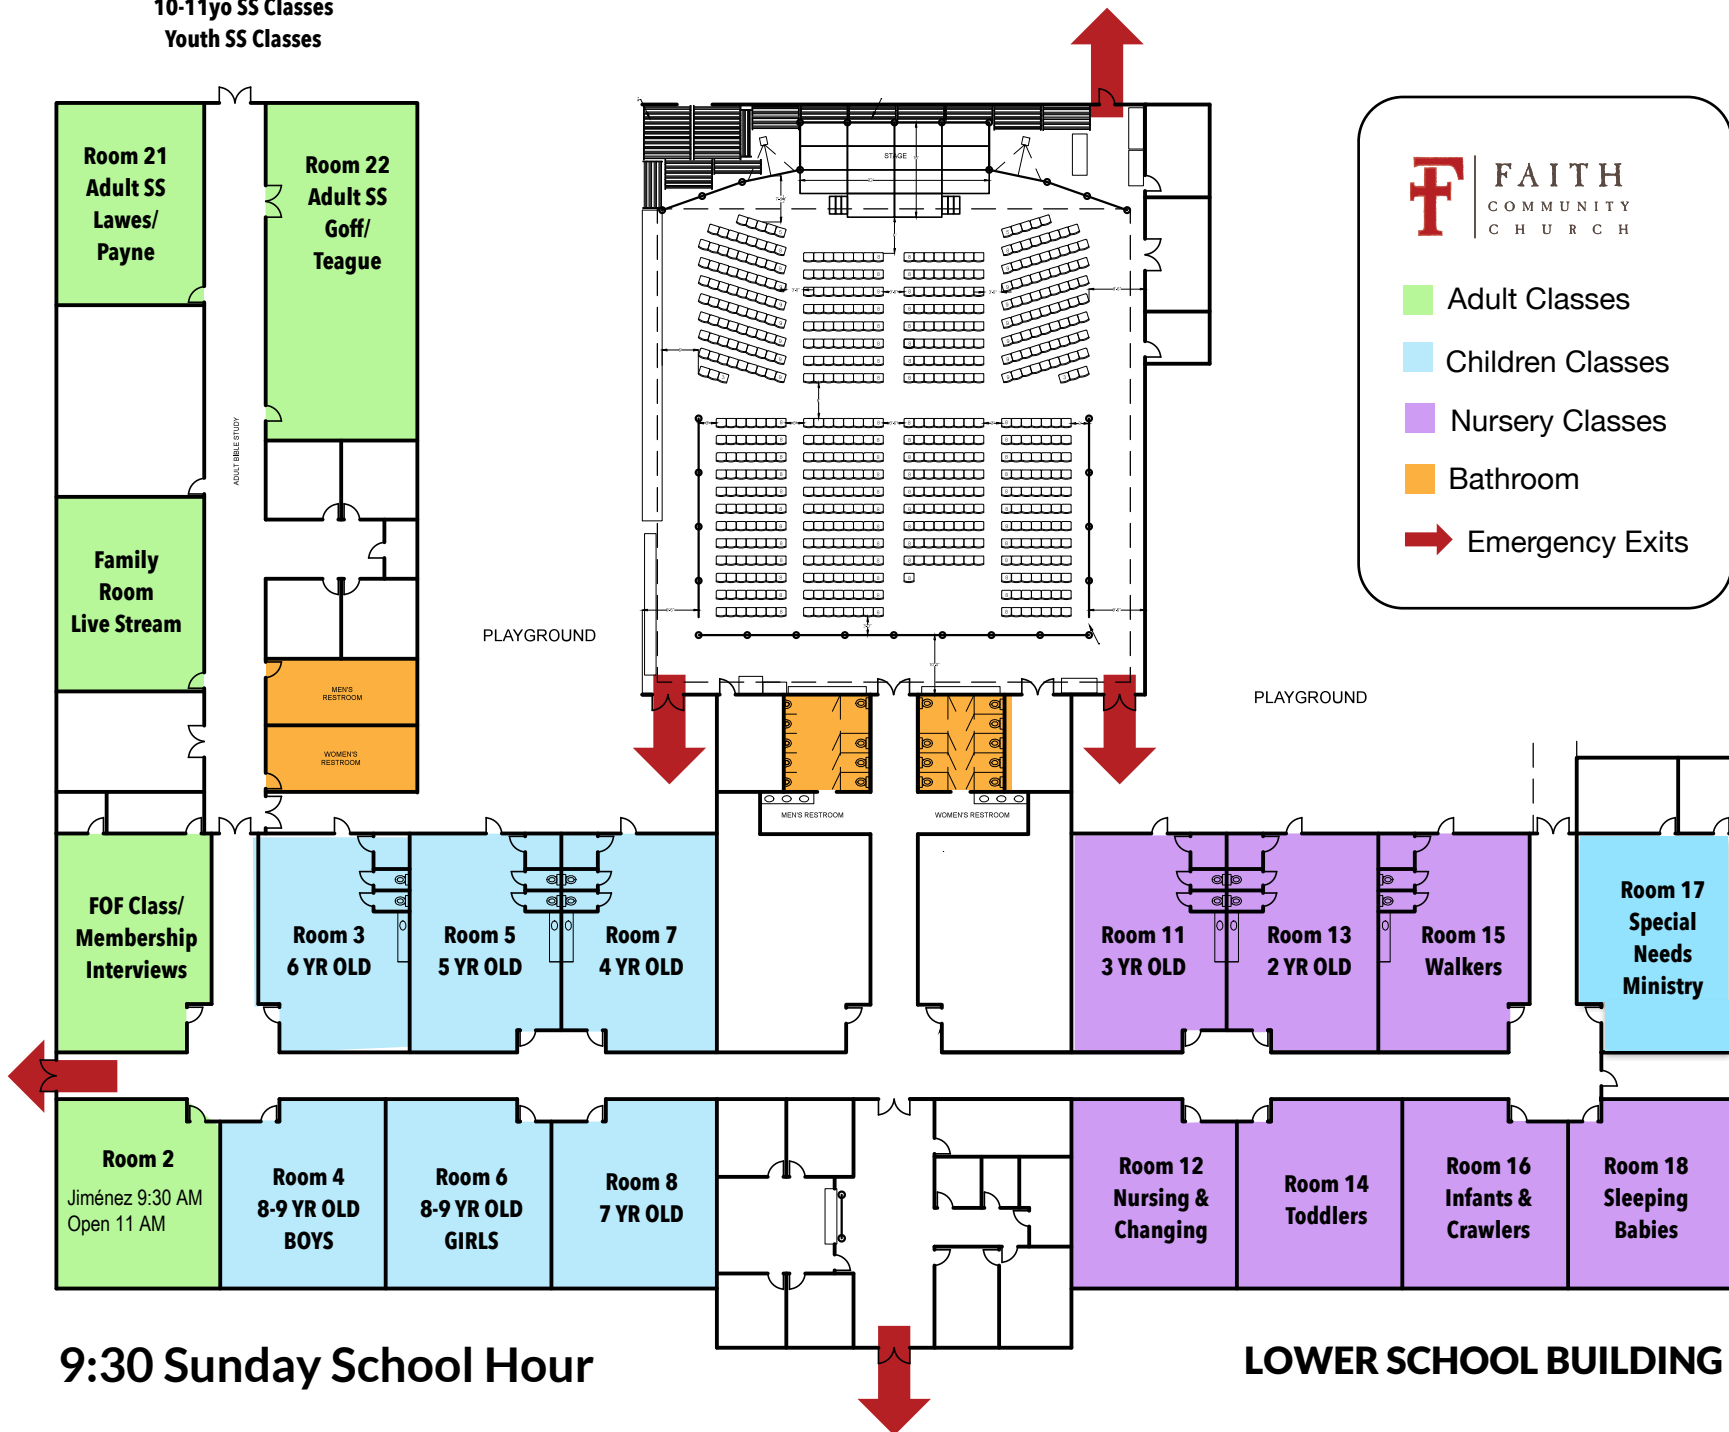 10-11yo SS Classes
Youth SS Classes
Room 21
Adult SS
Lawes/
Payne
Room 22
Adult SS
Goff/
Teague
STAGE
FAITH
COMMUNITY
CHURCH
Adult Classes
Children Classes
Nursery Classes
Bathroom
Emergency Exits
ADULT BIBLE STUDY
Family
Room
Live Stream
PLAYGROUND
PLAYGROUND
MEN'S
RESTROOM
WOMEN'S
RESTROOM
MEN'S RESTROOM
WOMEN'S RESTROOM
FOF Class/
Membership
Interviews
Room 3
6 YR OLD
Room 5
5 YR OLD
Room 7
4 YR OLD
Room 11
3 YR OLD
Room 13
2 YR OLD
Room 15
Walkers
Room 17
Special
Needs
Ministry
Room 2
Jiménez 9:30 AM
Open 11 AM
Room 4
8-9 YR OLD
BOYS
Room 6
8-9 YR OLD
GIRLS
Room 8
7 YR OLD
Room 12
Nursing &
Changing
Room 14
Toddlers
Room 16
Infants &
Crawlers
Room 18
Sleeping
Babies
9:30 Sunday School Hour
LOWER SCHOOL BUILDING